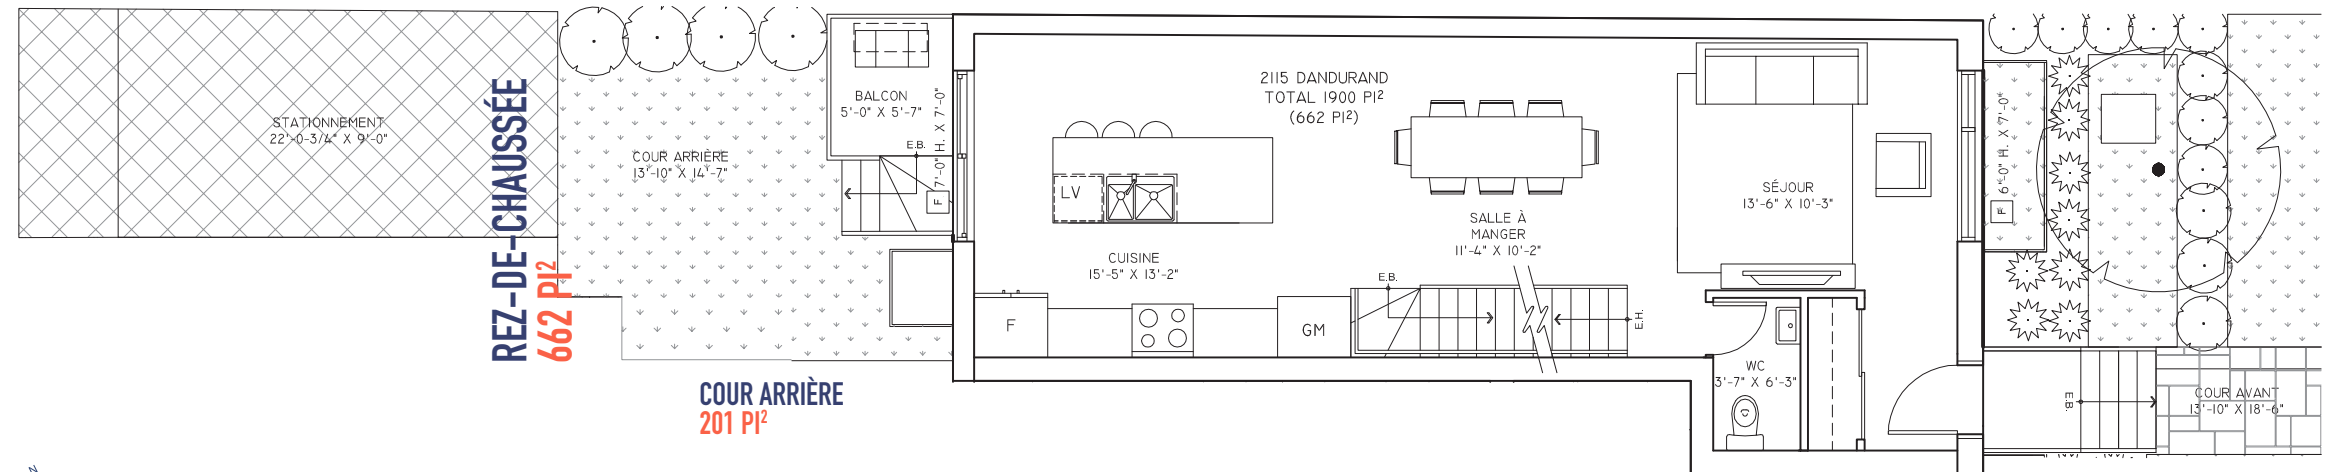 STATIONNEMENT
22'-0-3/4" X 9'-0"
REZ-DE-CHAUSSÉE
662 PI²
COUR ARRIÈRE
13'-10" X 14'-7"
COUR ARRIÈRE
201 PI²
BALCON
5'-0" X 5'-7"
E.B.
7'-0" H. X 7'-0"
F
2115 DANDURAND
TOTAL 1900 PI²
(662 PI²)
LV
CUISINE
15'-5" X 13'-2"
F
GM
SALLE À
MANGER
11'-4" X 10'-2"
E.B.
E.H.
SÉJOUR
13'-6" X 10'-3"
WC
3'-7" X 6'-3"
6'-0" H. X 7'-0"
F
E.B.
COUR AVANT
13'-10" X 18'-6"
N